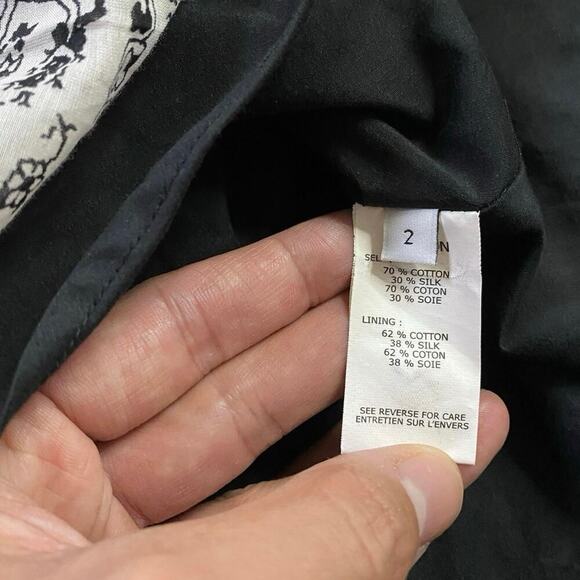 2
70 % COTTON
30 % SILK
70 % COTON
30 % SOIE
LINING :
62 % COTTON
38 % SILK
62 % COTON
38 % SOIE
SEE REVERSE FOR CARE
ENTRETIEN SUR L'ENVERS